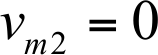 v_{m2} = 0